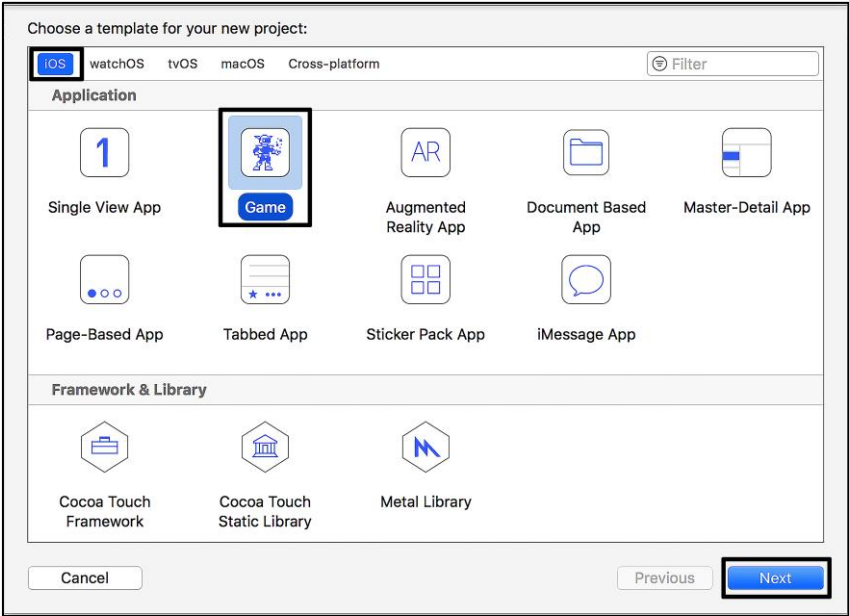 Choose a template for your new project:
iOS watchOS tvOS macOS Cross-platform Filter
Application
1 AR
Single View App Game Augmented Reality App Document Based App Master-Detail App
Page-Based App Tabbed App Sticker Pack App iMessage App
Framework & Library
Cocoa Touch Framework Cocoa Touch Static Library Metal Library
Cancel Previous Next